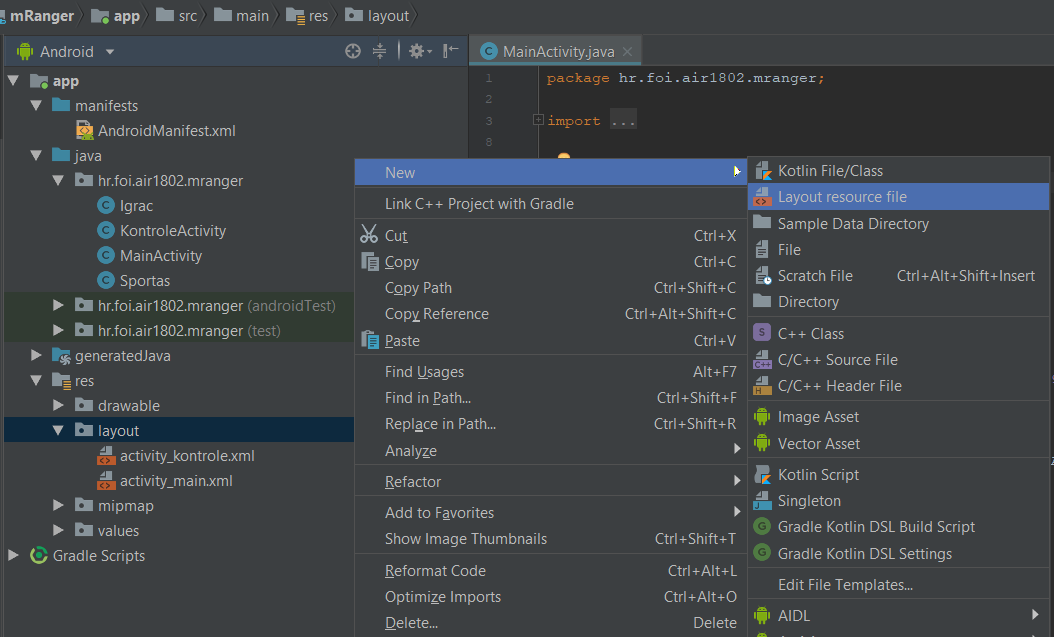 mRanger app src main res layout
Android
MainActivity.java
app
manifests
AndroidManifest.xml
java
hr.foi.air1802.mranger
Igrac
KontroleActivity
MainActivity
Sportas
hr.foi.air1802.mranger (androidTest)
hr.foi.air1802.mranger (test)
generatedJava
res
drawable
layout
activity_kontrole.xml
activity_main.xml
mipmap
values
Gradle Scripts
1 package hr.foi.air1802.mranger;
2
3 import ...
8
New
Link C++ Project with Gradle
Cut Ctrl+X
Copy Ctrl+C
Copy Path Ctrl+Shift+C
Copy Reference Ctrl+Alt+Shift+C
Paste Ctrl+V
Find Usages Alt+F7
Find in Path... Ctrl+Shift+F
Replace in Path... Ctrl+Shift+R
Analyze
Refactor
Add to Favorites
Show Image Thumbnails Ctrl+Shift+T
Reformat Code Ctrl+Alt+L
Optimize Imports Ctrl+Alt+O
Delete... Delete
Kotlin File/Class
Layout resource file
Sample Data Directory
File
Scratch File Ctrl+Alt+Shift+Insert
Directory
C++ Class
C/C++ Source File
C/C++ Header File
Image Asset
Vector Asset
Kotlin Script
Singleton
Gradle Kotlin DSL Build Script
Gradle Kotlin DSL Settings
Edit File Templates...
AIDL